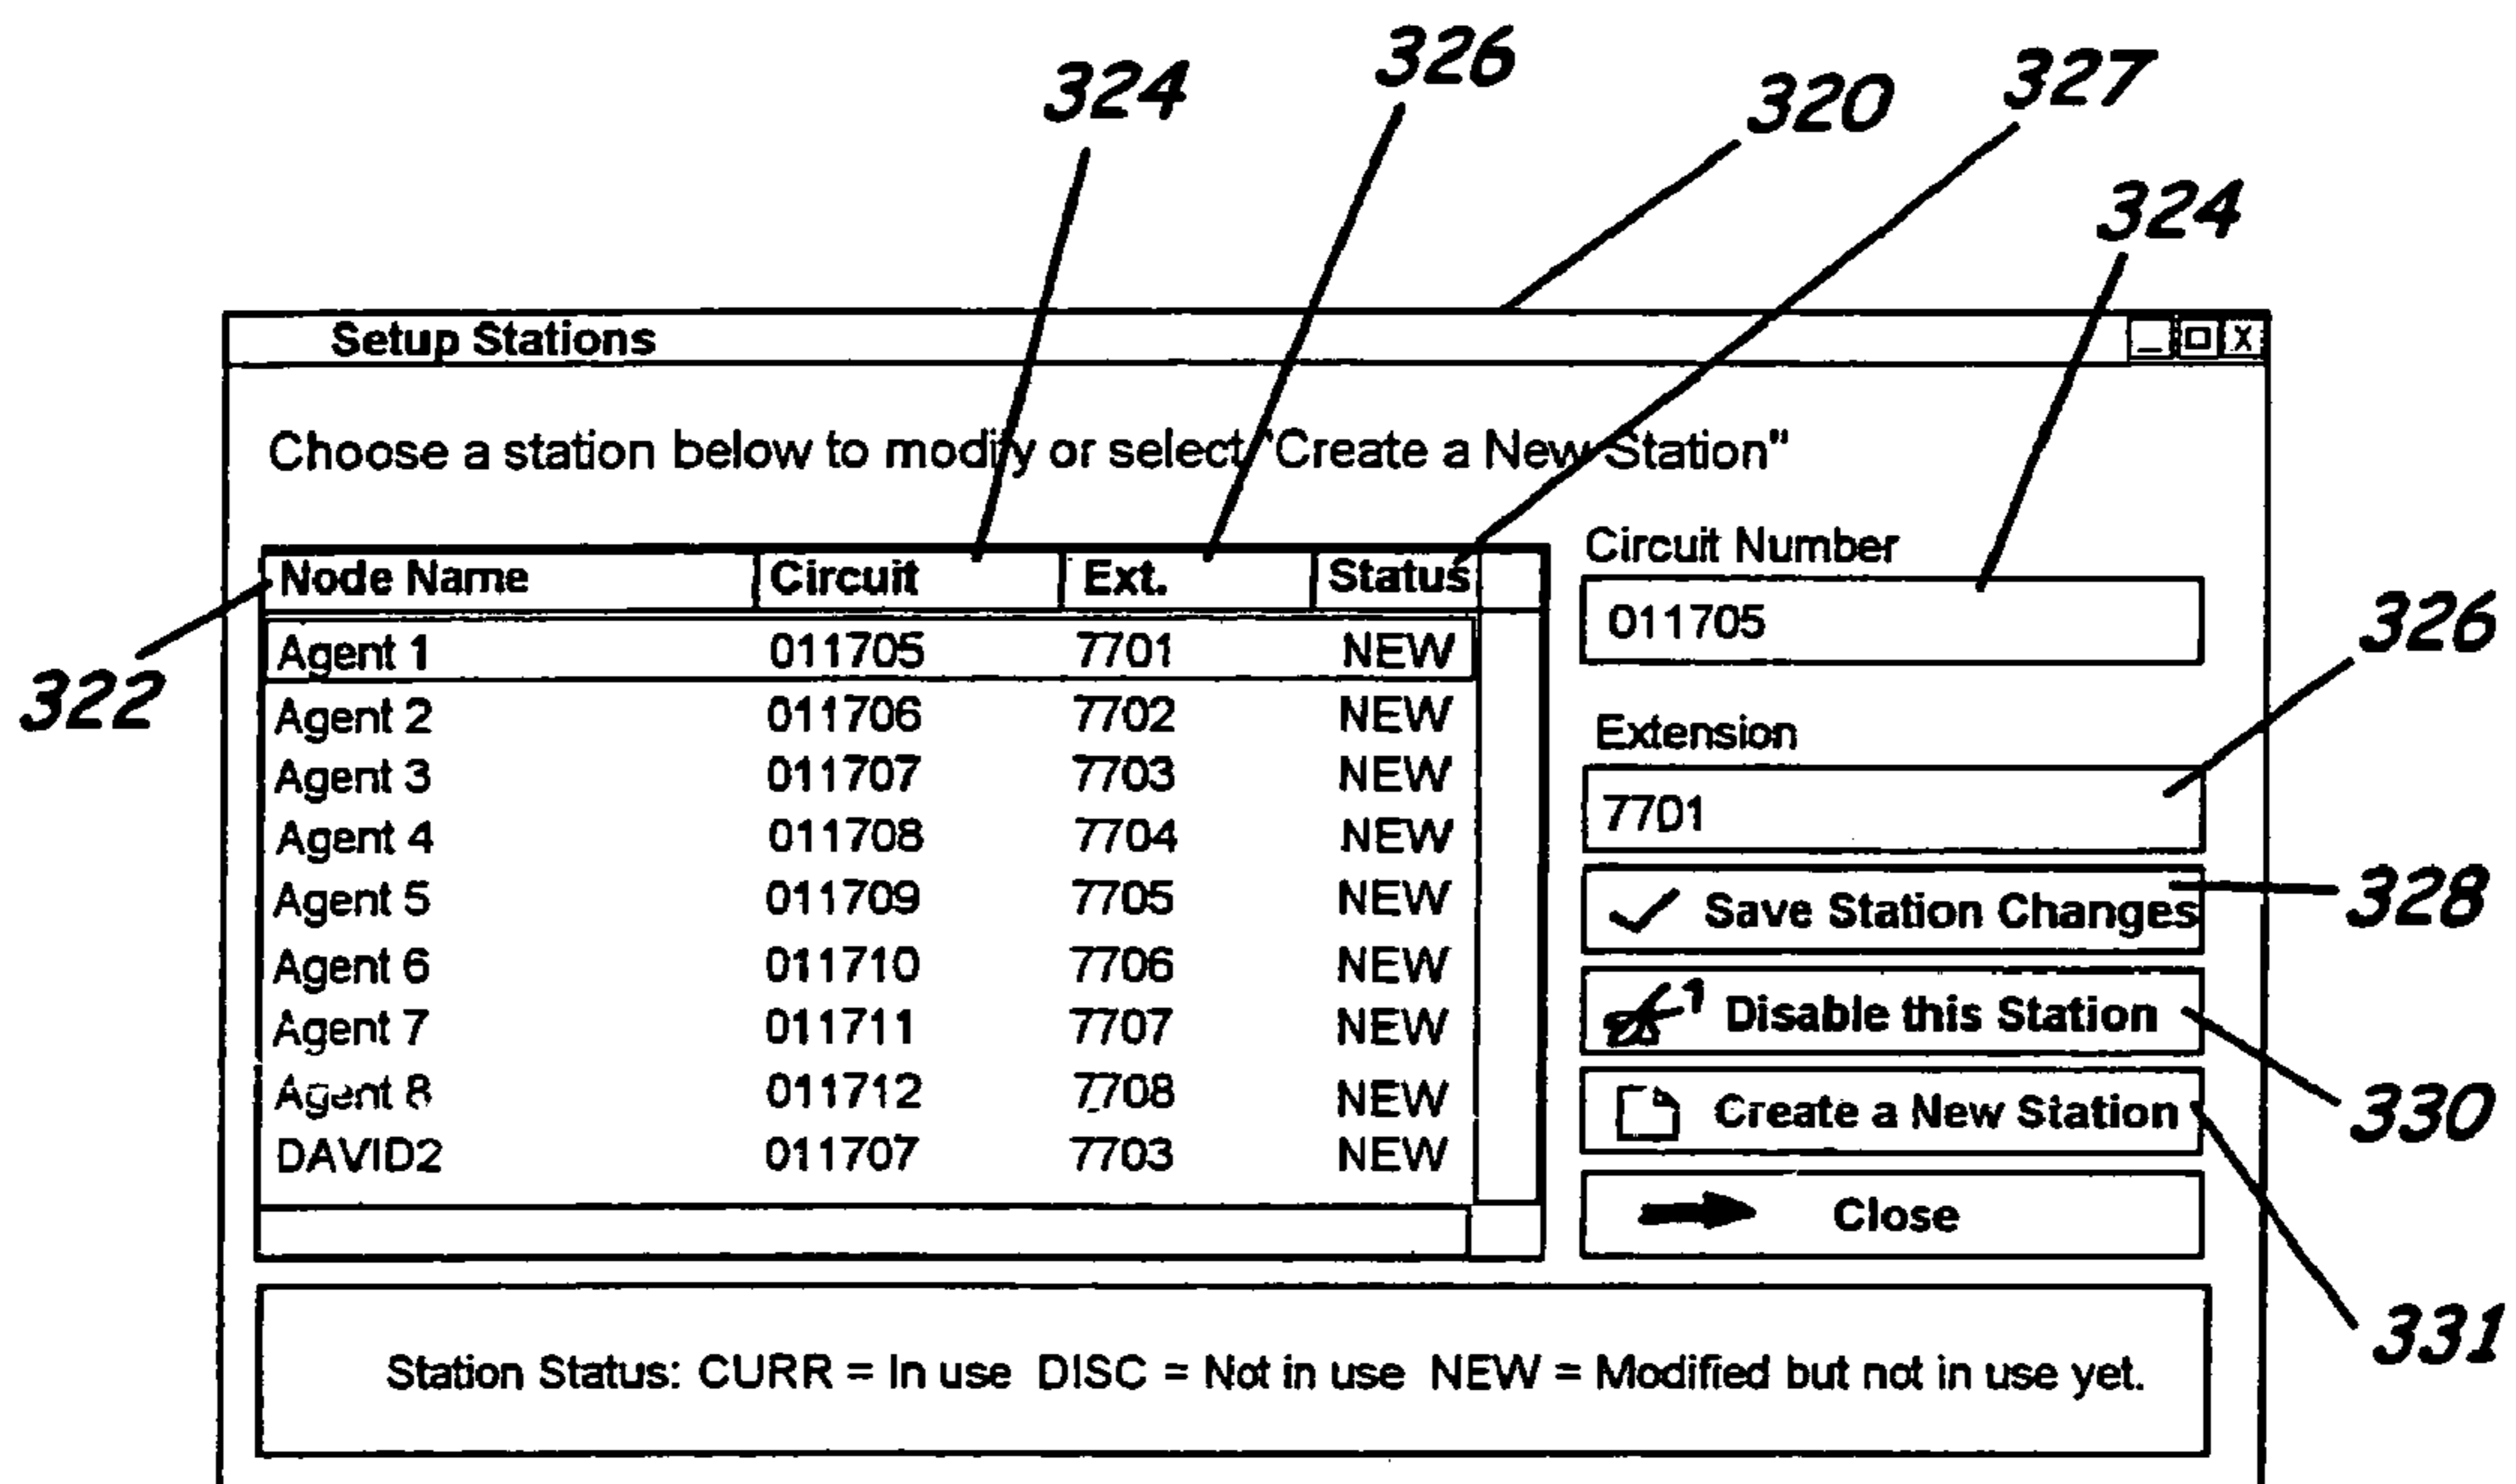 324 326 320 327
324
Setup Stations X
Choose a station below to modify or select "Create a New Station"
Node Name Circuit Ext. Status
Agent 1 011705 7701 NEW
Agent 2 011706 7702 NEW
Agent 3 011707 7703 NEW
Agent 4 011708 7704 NEW
Agent 5 011709 7705 NEW
Agent 6 011710 7706 NEW
Agent 7 011711 7707 NEW
Agent 8 011712 7708 NEW
DAVID2 011707 7703 NEW
322
Circuit Number
011705
Extension
7701
326
Save Station Changes
328
Disable this Station
330
Create a New Station
331
Close
Station Status: CURR = In use DISC = Not in use NEW = Modified but not in use yet.